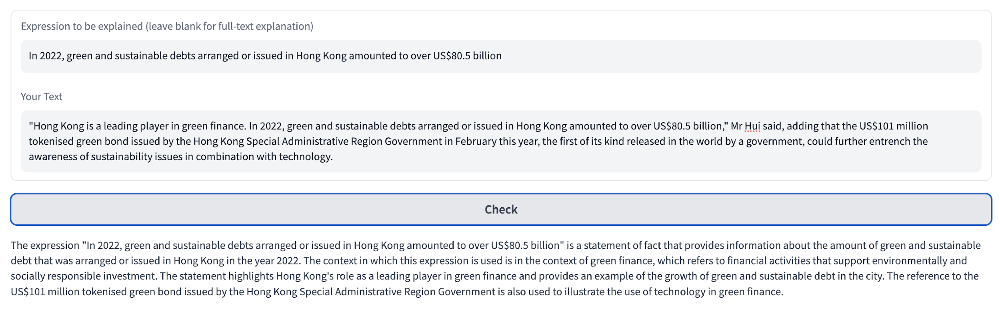 Expression to be explained (leave blank for full-text explanation)
In 2022, green and sustainable debts arranged or issued in Hong Kong amounted to over US$80.5 billion
Your Text
"Hong Kong is a leading player in green finance. In 2022, green and sustainable debts arranged or issued in Hong Kong amounted to over US$80.5 billion," Mr Hui said, adding that the US$101 million
tokenised green bond issued by the Hong Kong Special Administrative Region Government in February this year, the first of its kind released in the world by a government, could further entrench the
awareness of sustainability issues in combination with technology.
Check
The expression "In 2022, green and sustainable debts arranged or issued in Hong Kong amounted to over US$80.5 billion" is a statement of fact that provides information about the amount of green and sustainable
debt that was arranged or issued in Hong Kong in the year 2022. The context in which this expression is used is in the context of green finance, which refers to financial activities that support environmentally and
socially responsible investment. The statement highlights Hong Kong's role as a leading player in green finance and provides an example of the growth of green and sustainable debt in the city. The reference to the
US$101 million tokenised green bond issued by the Hong Kong Special Administrative Region Government is also used to illustrate the use of technology in green finance.